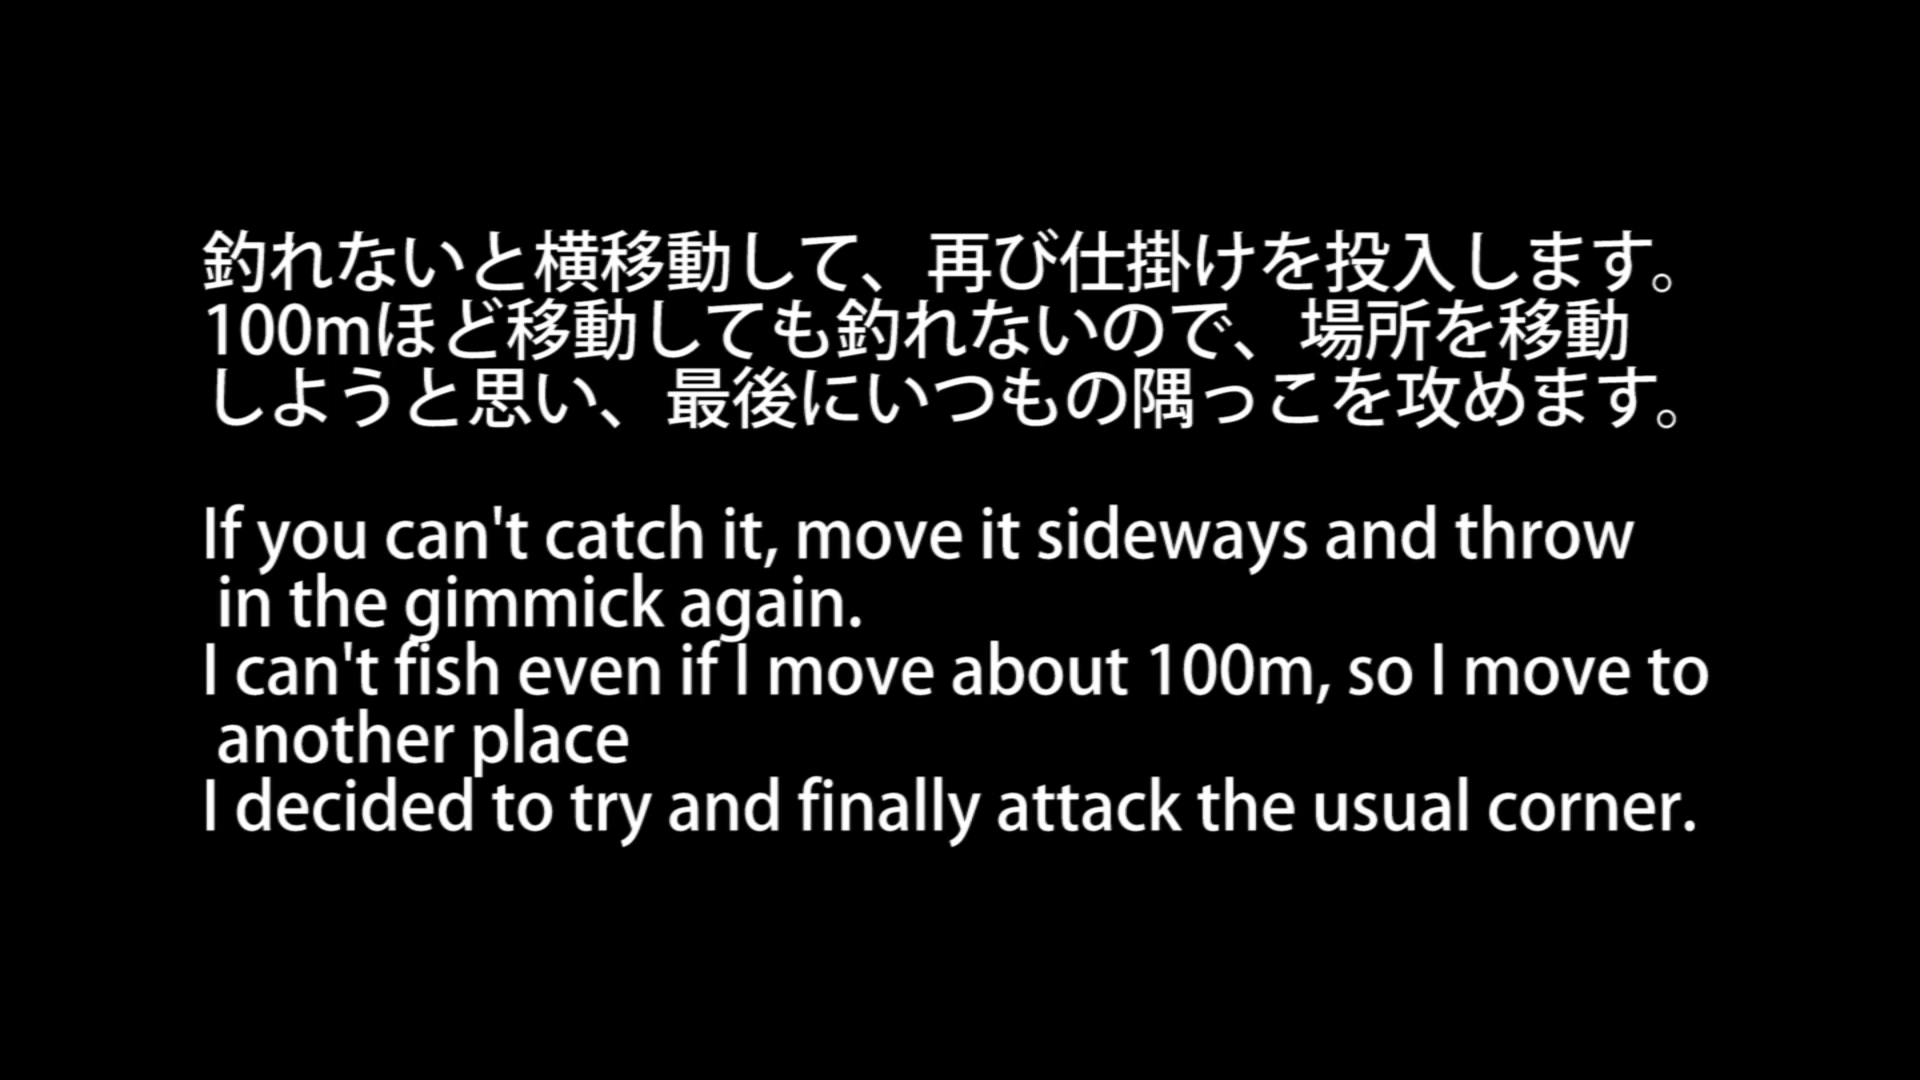 釣れないと横移動して、再び仕掛けを投入します。
100mほど移動しても釣れないので、場所を移動
しようと思い、最後にいつもの隅っこを攻めます。
If you can't catch it, move it sideways and throw
in the gimmick again.
I can't fish even if I move about 100m, so I move to
another place
I decided to try and finally attack the usual corner.